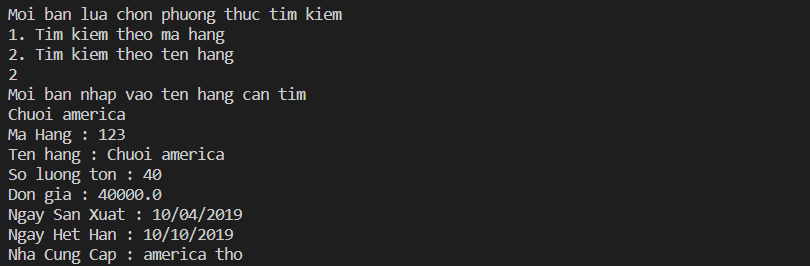 Moi ban lua chon phuong thuc tim kiem
1. Tim kiem theo ma hang
2. Tim kiem theo ten hang
2
Moi ban nhap vao ten hang can tim
Chuoi america
Ma Hang : 123
Ten hang : Chuoi america
So luong ton : 40
Don gia : 40000.0
Ngay San Xuat : 10/04/2019
Ngay Het Han : 10/10/2019
Nha Cung Cap : america tho